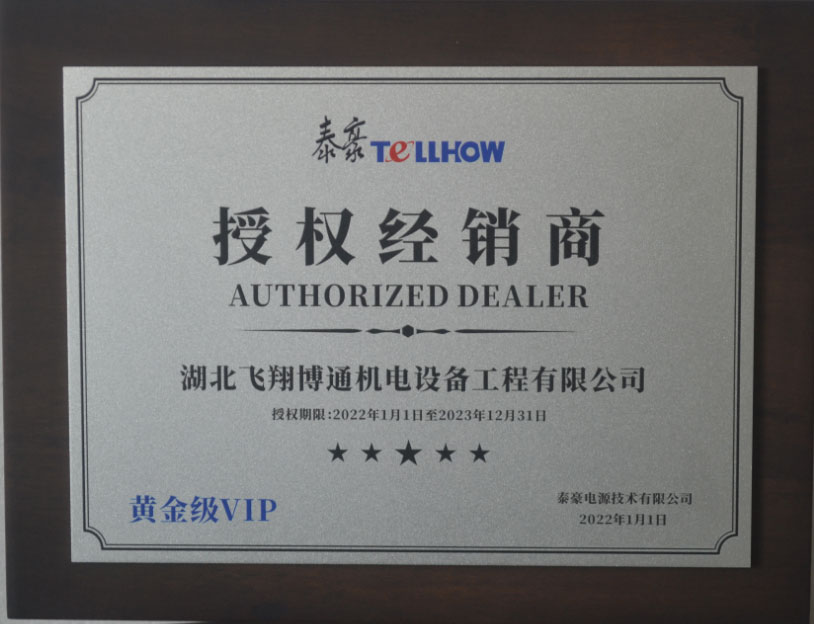 泰豪 TELLHOW
授权经销商
AUTHORIZED DEALER
湖北飞翔博通机电设备工程有限公司
授权期限:2022年1月1日至2023年12月31日
黄金级VIP
泰豪电源技术有限公司
2022年1月1日